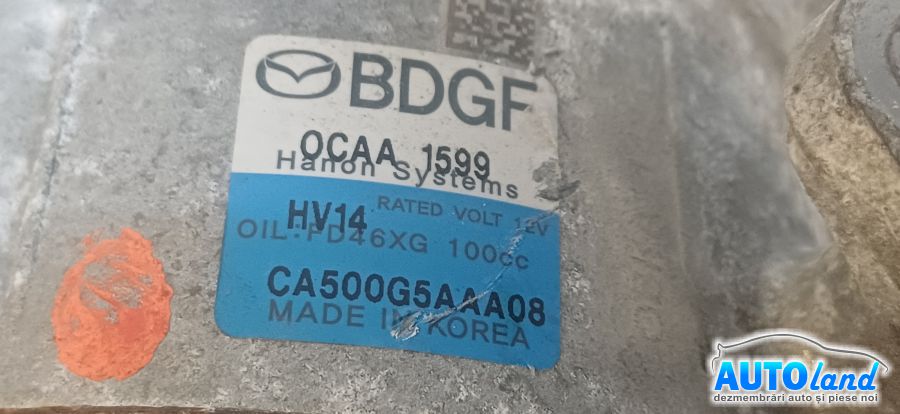 BDGF
OCAA 1599
Hanon Systems
RATED VOLT 12V
HV14
OIL-FD46XG 100cc
CA500G5AAA08
MADE IN KOREA
AUTOland
dezmembrări auto și piese noi